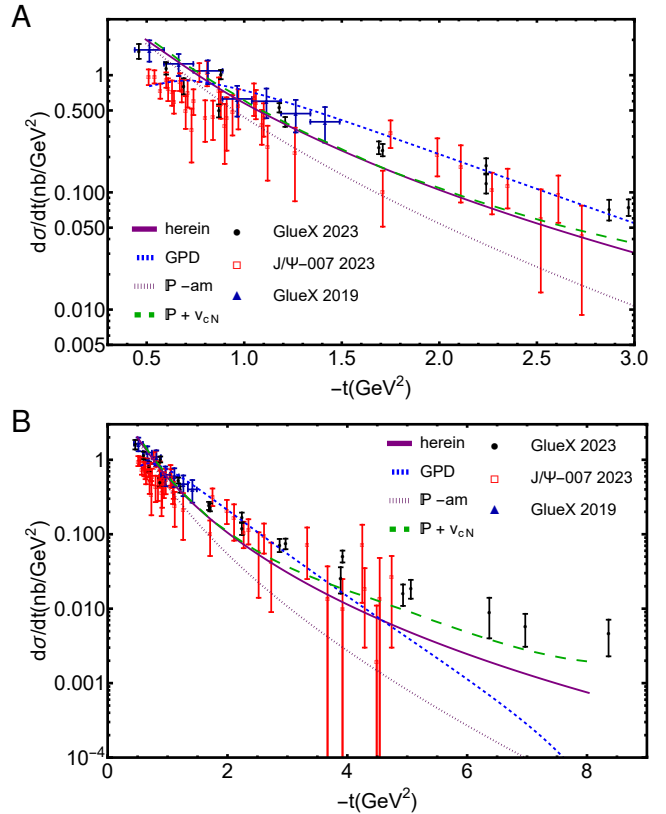 A
dσ/dt(nb/GeV²)
1
0.500
0.100
0.050
0.010
0.005
herein
GPD
ℙ −am
ℙ + v_cN
GlueX 2023
J/Ψ−007 2023
GlueX 2019
0.5 1.0 1.5 2.0 2.5 3.0
−t(GeV²)
B
dσ/dt(nb/GeV²)
1
0.100
0.010
0.001
10⁻⁴
herein
GPD
ℙ −am
ℙ + v_cN
GlueX 2023
J/Ψ−007 2023
GlueX 2019
0 2 4 6 8
−t(GeV²)